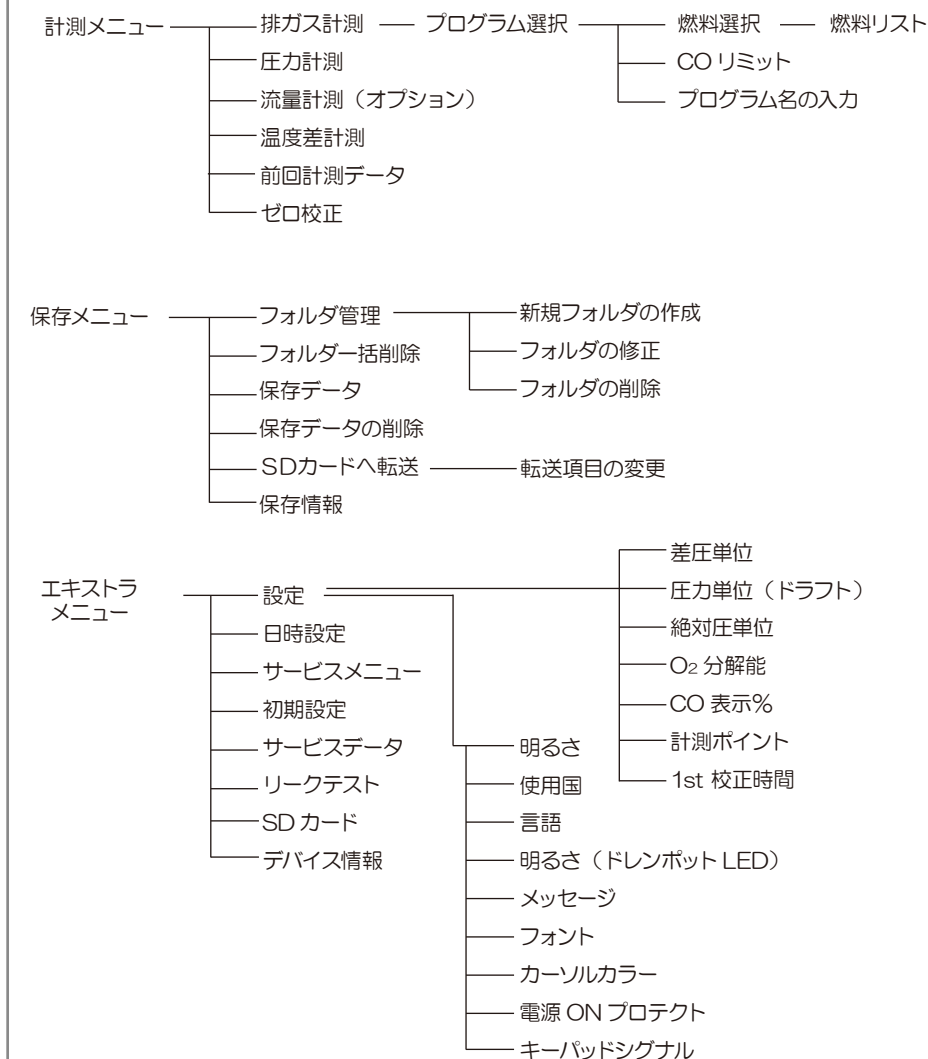 計測メニュー 排ガス計測 プログラム選択 燃料選択 燃料リスト
圧力計測 CO リミット
流量計測(オプション) プログラム名の入力
温度差計測
前回計測データ
ゼロ校正
保存メニュー フォルダ管理 新規フォルダの作成
フォルダ一括削除 フォルダの修正
保存データ フォルダの削除
保存データの削除
SDカードへ転送 転送項目の変更
保存情報
エキストラ
メニュー
設定
日時設定
サービスメニュー
初期設定
サービスデータ
リークテスト
SD カード
デバイス情報
差圧単位
圧力単位(ドラフト)
絶対圧単位
O₂ 分解能
CO 表示%
計測ポイント
1st 校正時間
明るさ
使用国
言語
明るさ(ドレンポット LED)
メッセージ
フォント
カーソルカラー
電源 ON プロテクト
キーパッドシグナル